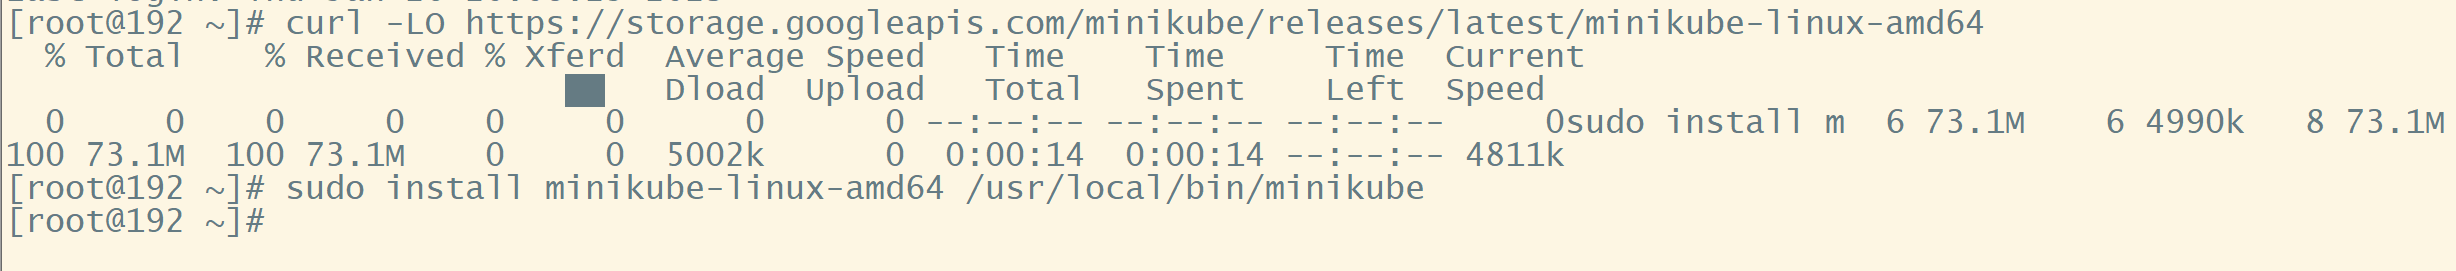 [root@192 ~]# curl -LO https://storage.googleapis.com/minikube/releases/latest/minikube-linux-amd64
  % Total    % Received % Xferd  Average Speed   Time    Time     Time  Current
                                 Dload  Upload   Total   Spent    Left  Speed
  0     0    0     0    0     0      0      0 --:--:-- --:--:-- --:--:--     0sudo install m  6 73.1M    6 4990k   8 73.1M
100 73.1M  100 73.1M    0     0  5002k      0  0:00:14  0:00:14 --:--:-- 4811k
[root@192 ~]# sudo install minikube-linux-amd64 /usr/local/bin/minikube
[root@192 ~]#